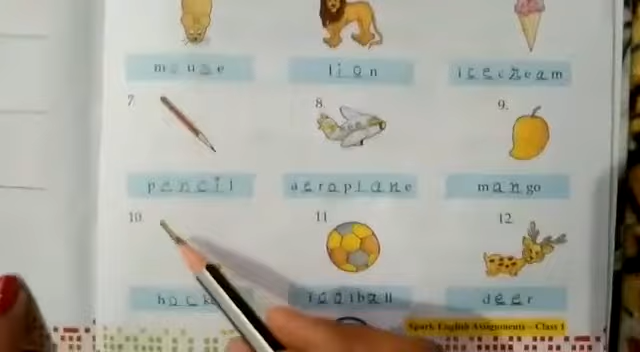 mouse lion icecream
7. 8. 9.
pencil aeroplane mango
10. 11 12.
hock football deer
Spark English Assignments - Class 1